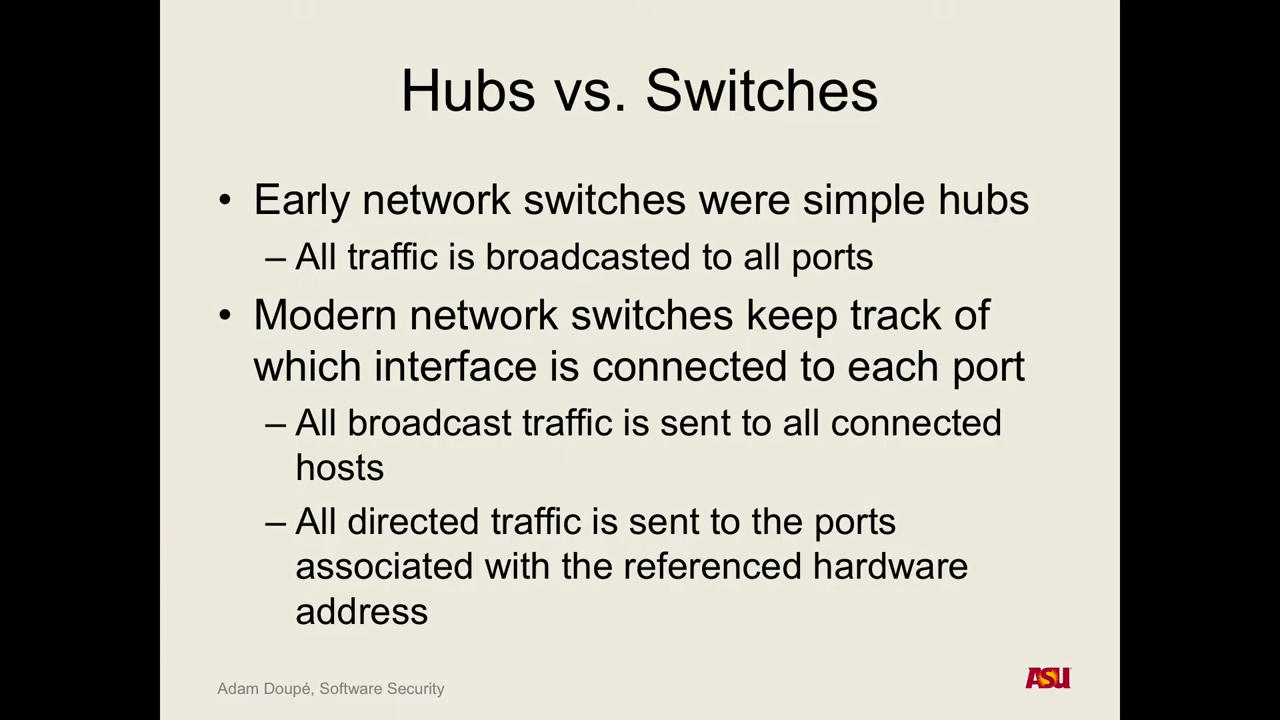 Hubs vs. Switches
• Early network switches were simple hubs
– All traffic is broadcasted to all ports
• Modern network switches keep track of
which interface is connected to each port
– All broadcast traffic is sent to all connected
hosts
– All directed traffic is sent to the ports
associated with the referenced hardware
address
Adam Doupé, Software Security
ASU